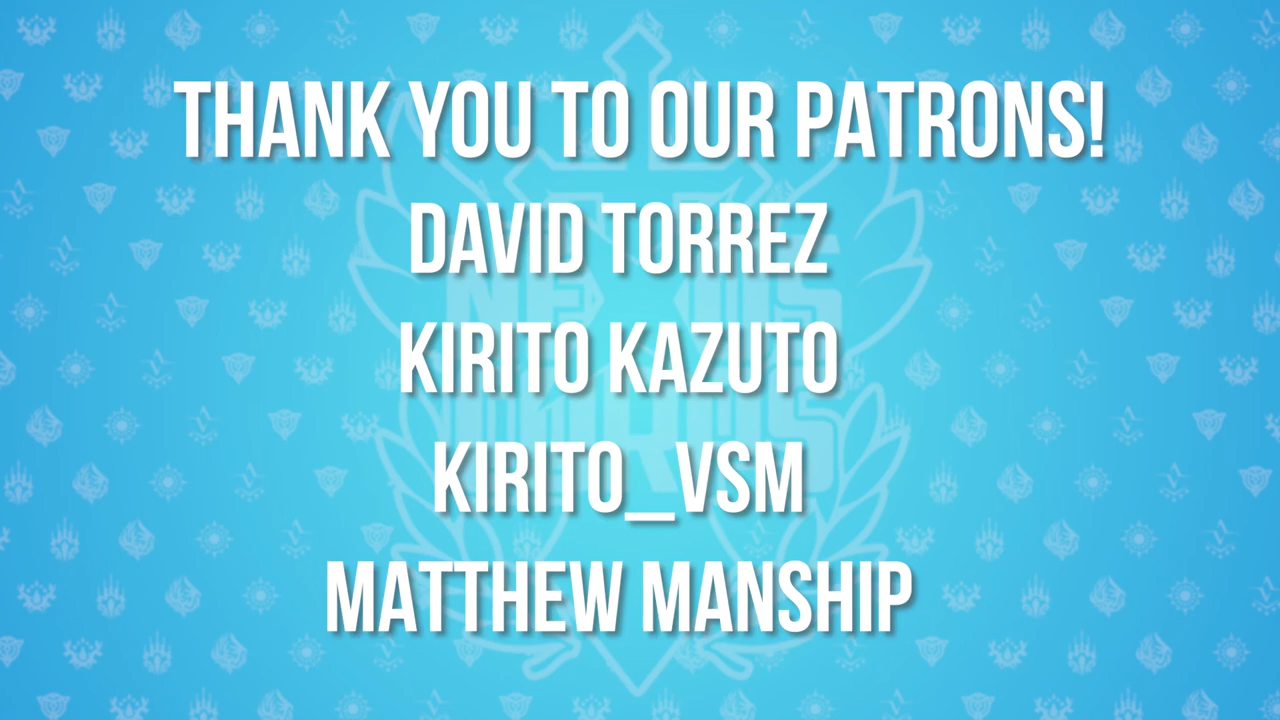 THANK YOU TO OUR PATRONS!
DAVID TORREZ
KIRITO KAZUTO
KIRITO_VSM
MATTHEW MANSHIP